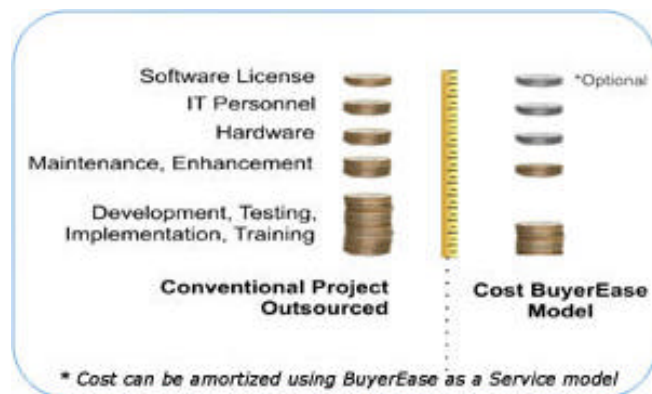 Software License
*Optional
IT Personnel
Hardware
Maintenance, Enhancement
Development, Testing,
Implementation, Training
Conventional Project
Outsourced
Cost BuyerEase
Model
* Cost can be amortized using BuyerEase as a Service model